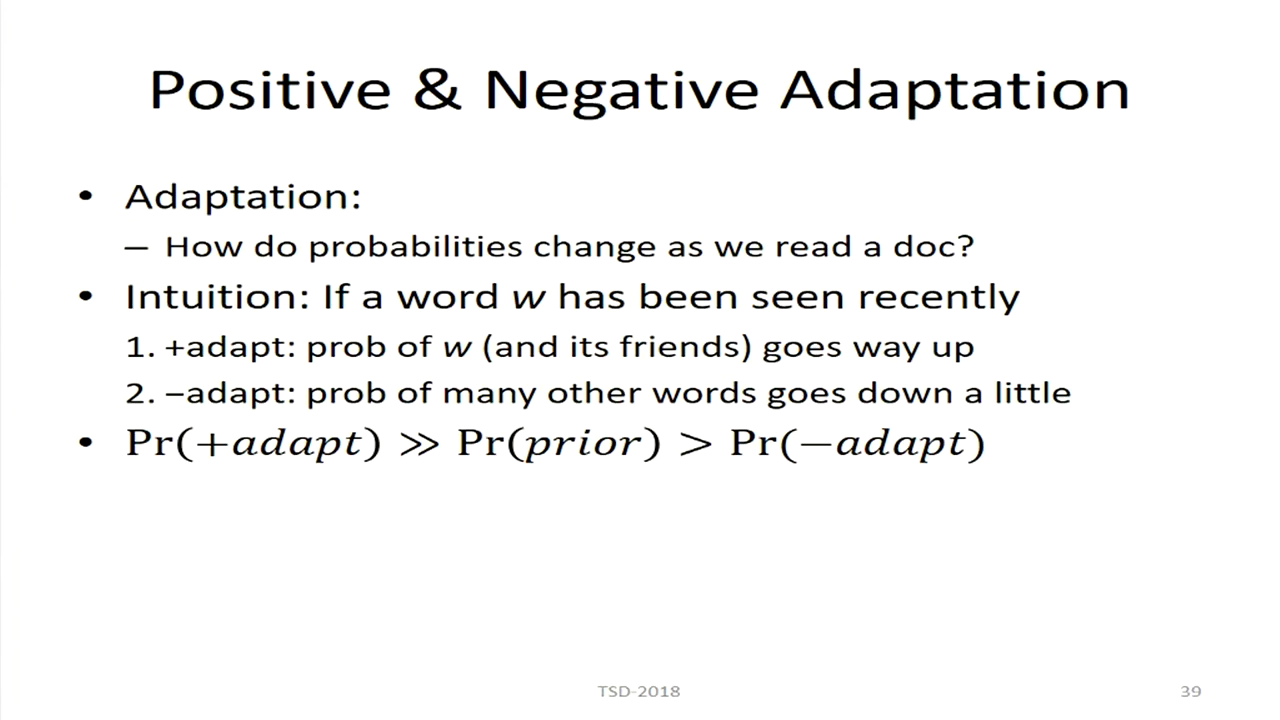 Positive & Negative Adaptation
• Adaptation:
– How do probabilities change as we read a doc?
• Intuition: If a word w has been seen recently
1. +adapt: prob of w (and its friends) goes way up
2. –adapt: prob of many other words goes down a little
• Pr(+adapt) ≫ Pr(prior) > Pr(−adapt)
TSD-2018
39